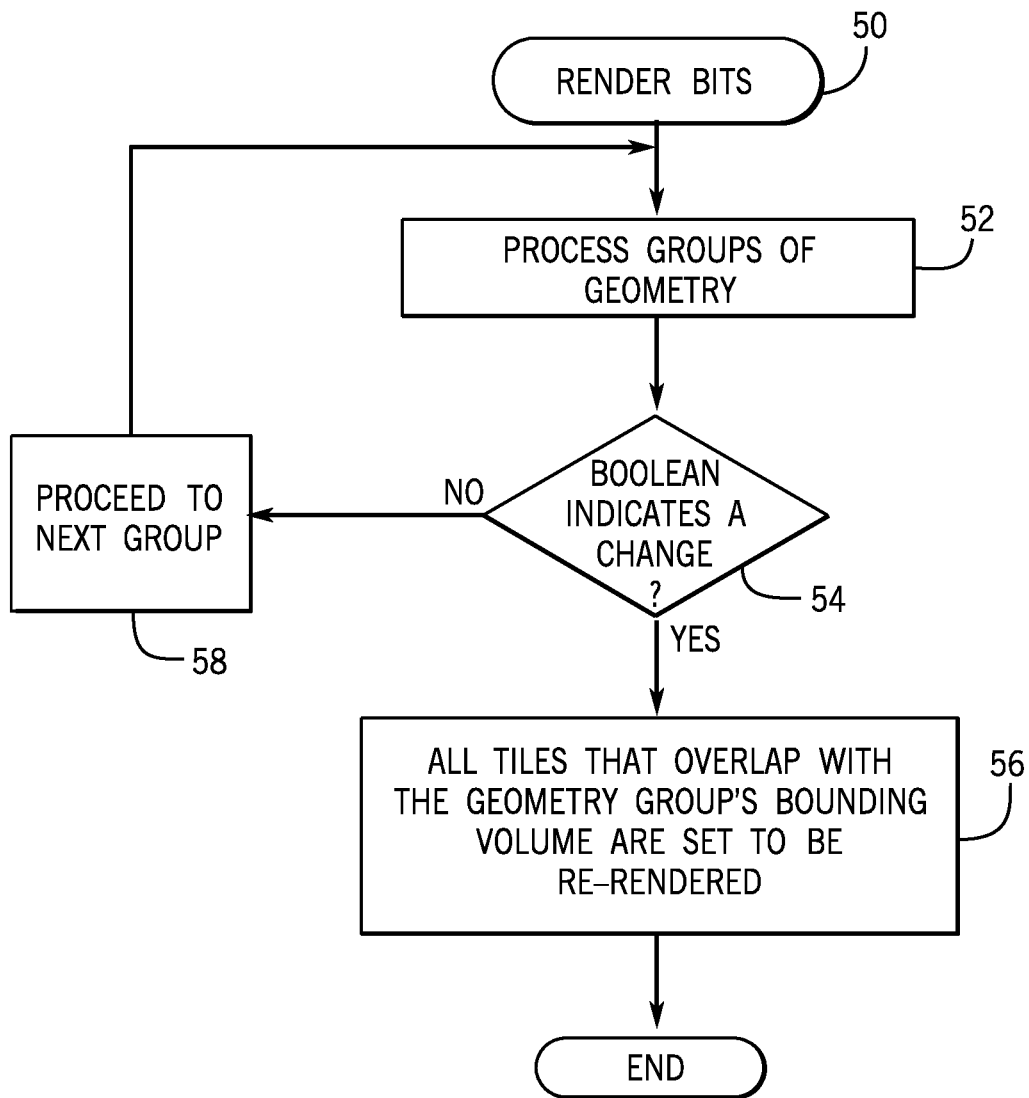 50
RENDER BITS
52
PROCESS GROUPS OF
GEOMETRY
BOOLEAN
INDICATES A
CHANGE
?
54
NO
PROCEED TO
NEXT GROUP
58
YES
ALL TILES THAT OVERLAP WITH
THE GEOMETRY GROUP'S BOUNDING
VOLUME ARE SET TO BE
RE–RENDERED
56
END